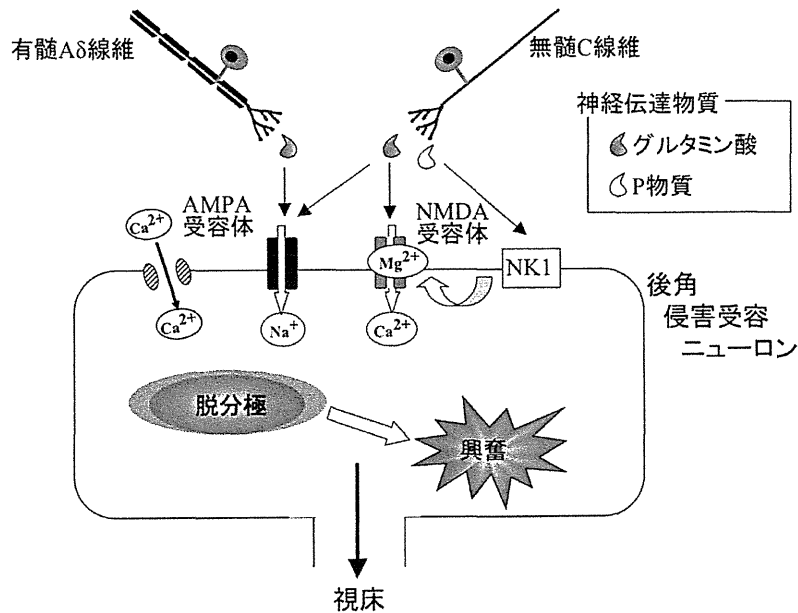 有髄Aδ線維
無髄C線維
神経伝達物質
グルタミン酸
P物質
AMPA
受容体
NMDA
受容体
Ca²⁺
Mg²⁺
NK1
Ca²⁺
Na⁺
Ca²⁺
後角
侵害受容
ニューロン
脱分極
興奮
視床